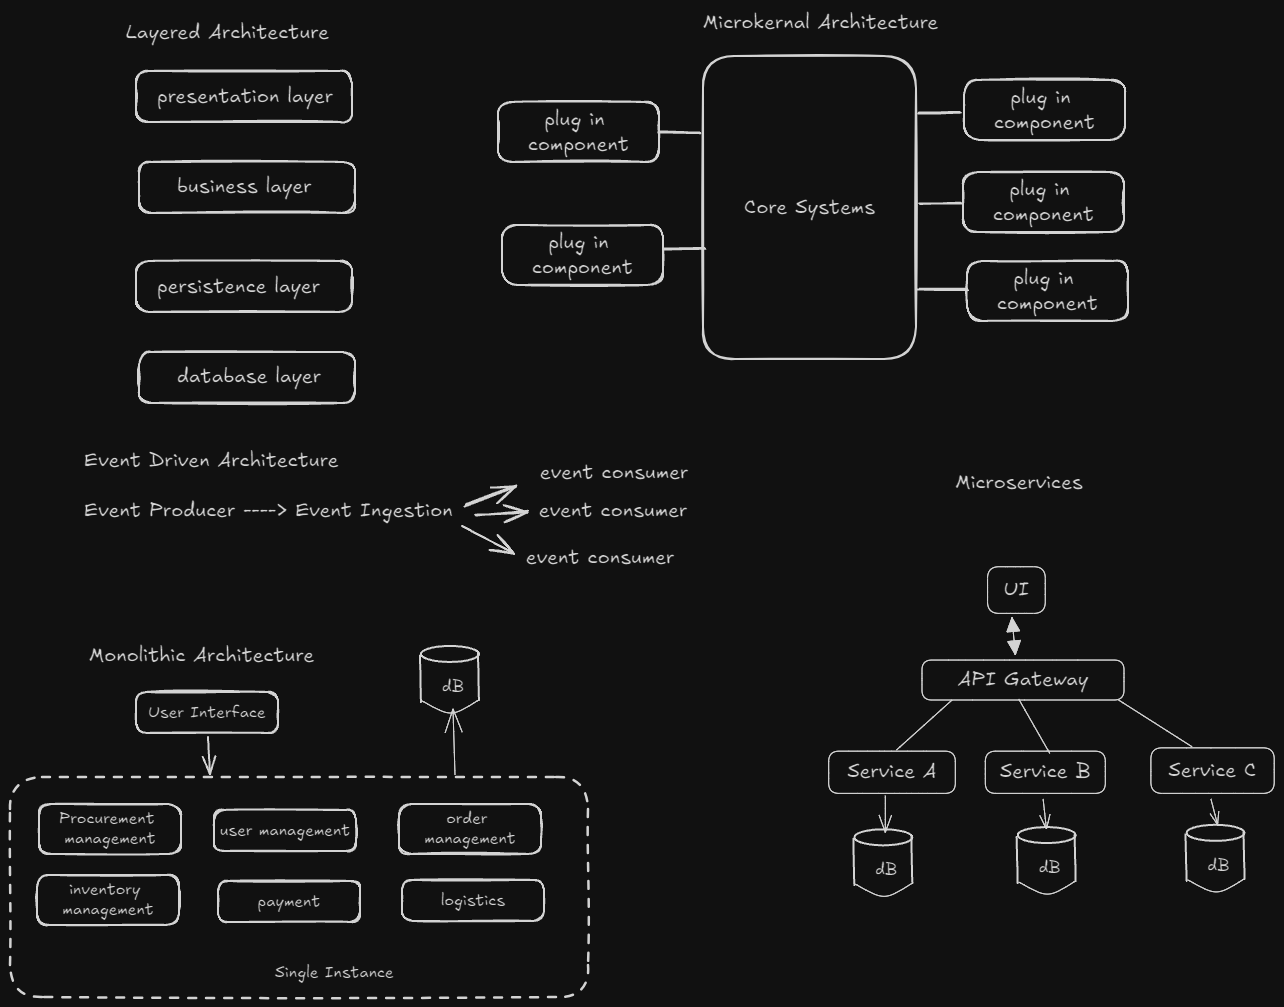 Layered Architecture
presentation layer
business layer
persistence layer
database layer
Microkernal Architecture
plug in
component
plug in
component
Core Systems
plug in
component
plug in
component
plug in
component
Event Driven Architecture
Event Producer ----> Event Ingestion
event consumer
event consumer
event consumer
Microservices
UI
API Gateway
Service A
Service B
Service C
dB
dB
dB
Monolithic Architecture
User Interface
dB
Procurement
management
user management
order
management
inventory
management
payment
logistics
Single Instance